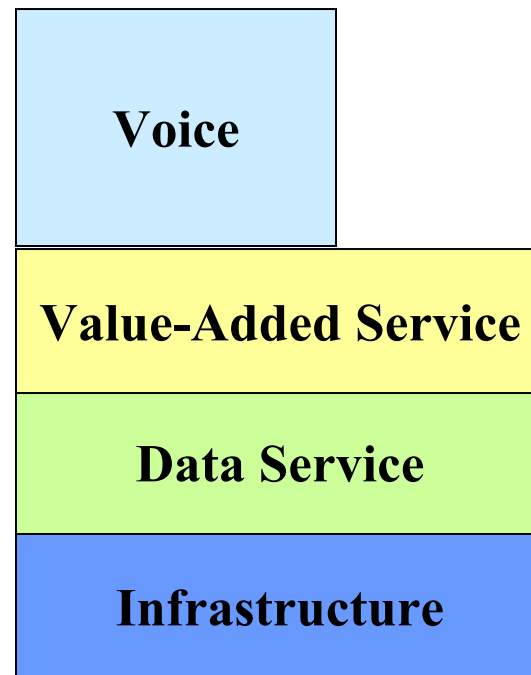 Voice
Value-Added Service
Data Service
Infrastructure